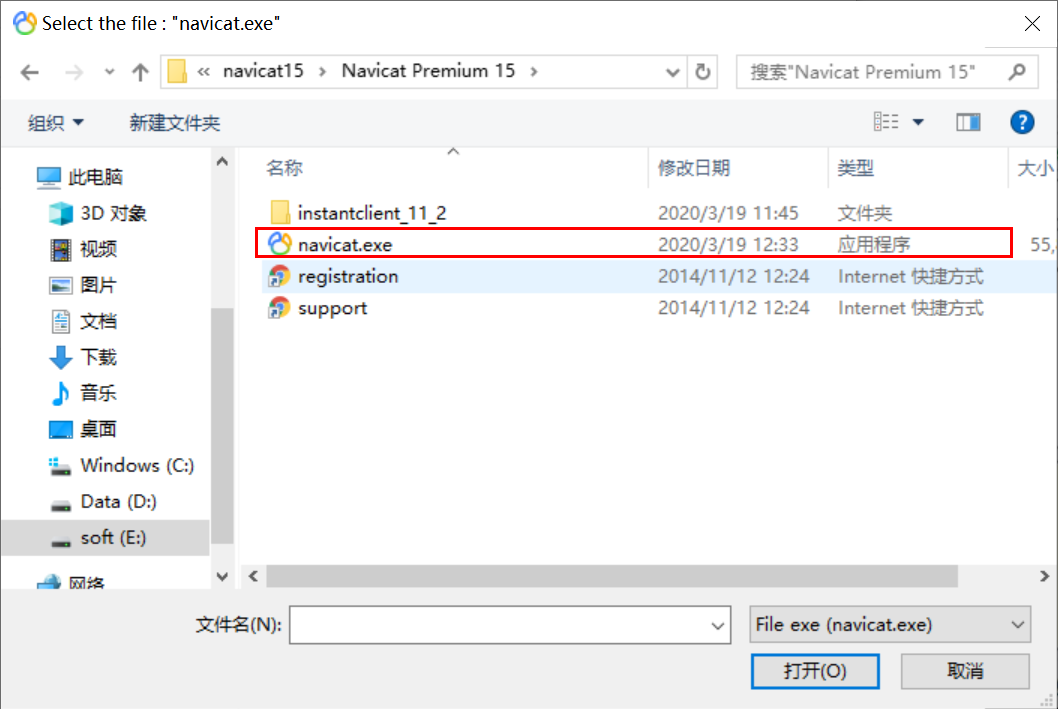 Select the file : "navicat.exe"
« navicat15 › Navicat Premium 15 ›
搜索"Navicat Premium 15"
组织
新建文件夹
名称 修改日期 类型 大小
此电脑
3D 对象
视频
图片
文档
下载
音乐
桌面
Windows (C:)
Data (D:)
soft (E:)
网络
instantclient_11_2 2020/3/19 11:45 文件夹
navicat.exe 2020/3/19 12:33 应用程序 55,
registration 2014/11/12 12:24 Internet 快捷方式
support 2014/11/12 12:24 Internet 快捷方式
文件名(N):
File exe (navicat.exe)
打开(O) 取消